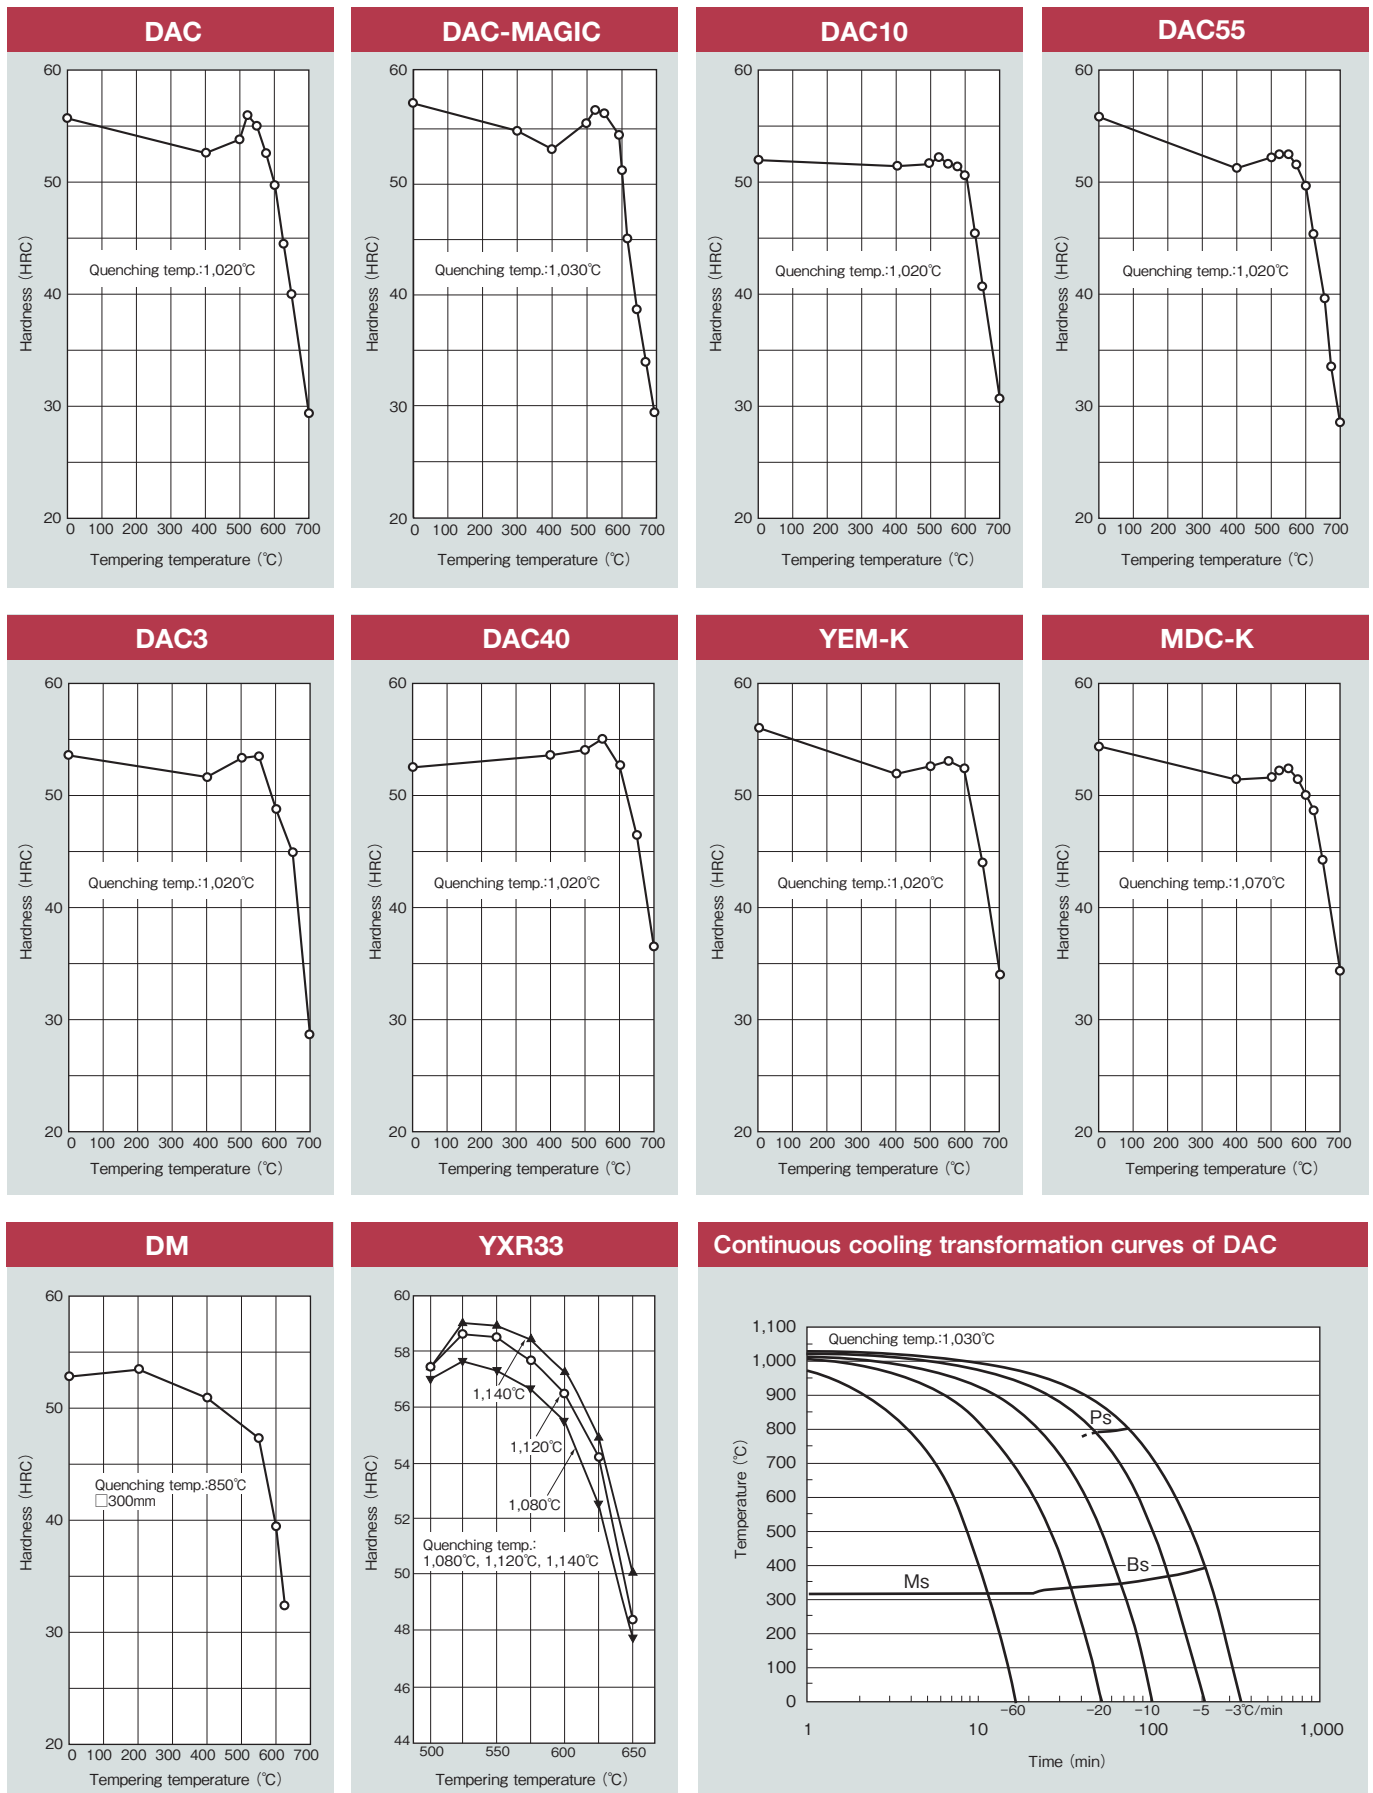 DAC
60
50
40
30
20
Hardness (HRC)
Quenching temp.:1,020℃
0 100 200 300 400 500 600 700
Tempering temperature (℃)
DAC-MAGIC
60
50
40
30
20
Hardness (HRC)
Quenching temp.:1,030℃
0 100 200 300 400 500 600 700
Tempering temperature (℃)
DAC10
60
50
40
30
20
Hardness (HRC)
Quenching temp.:1,020℃
0 100 200 300 400 500 600 700
Tempering temperature (℃)
DAC55
60
50
40
30
20
Hardness (HRC)
Quenching temp.:1,020℃
0 100 200 300 400 500 600 700
Tempering temperature (℃)
DAC3
60
50
40
30
20
Hardness (HRC)
Quenching temp.:1,020℃
0 100 200 300 400 500 600 700
Tempering temperature (℃)
DAC40
60
50
40
30
20
Hardness (HRC)
Quenching temp.:1,020℃
0 100 200 300 400 500 600 700
Tempering temperature (℃)
YEM-K
60
50
40
30
20
Hardness (HRC)
Quenching temp.:1,020℃
0 100 200 300 400 500 600 700
Tempering temperature (℃)
MDC-K
60
50
40
30
20
Hardness (HRC)
Quenching temp.:1,070℃
0 100 200 300 400 500 600 700
Tempering temperature (℃)
DM
60
50
40
30
20
Hardness (HRC)
Quenching temp.:850℃
□300mm
0 100 200 300 400 500 600 700
Tempering temperature (℃)
YXR33
60
58
56
54
52
50
48
46
44
Hardness (HRC)
1,140℃
1,120℃
1,080℃
Quenching temp.:
1,080℃, 1,120℃, 1,140℃
500 550 600 650
Tempering temperature (℃)
Continuous cooling transformation curves of DAC
1,100
1,000
900
800
700
600
500
400
300
200
100
0
Temperature (℃)
Quenching temp.:1,030℃
Ps
Bs
Ms
-60 -20 -10 -5 -3℃/min
1 10 100 1,000
Time (min)